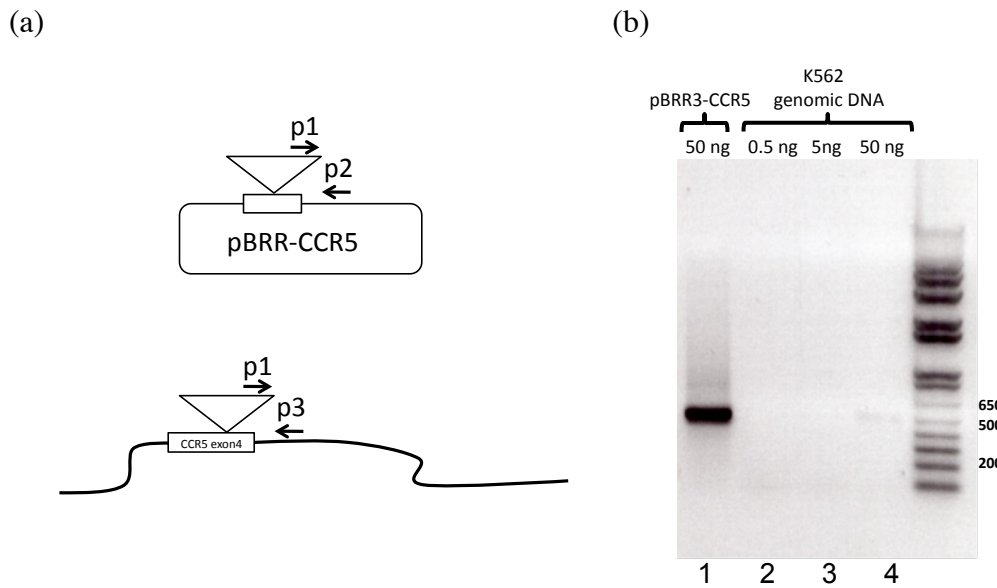 (a)
p1
p2
pBRR-CCR5
p1
p3
CCR5 exon4
(b)
K562
pBRR3-CCR5 genomic DNA
50 ng 0.5 ng 5ng 50 ng
650
500
200
1 2 3 4